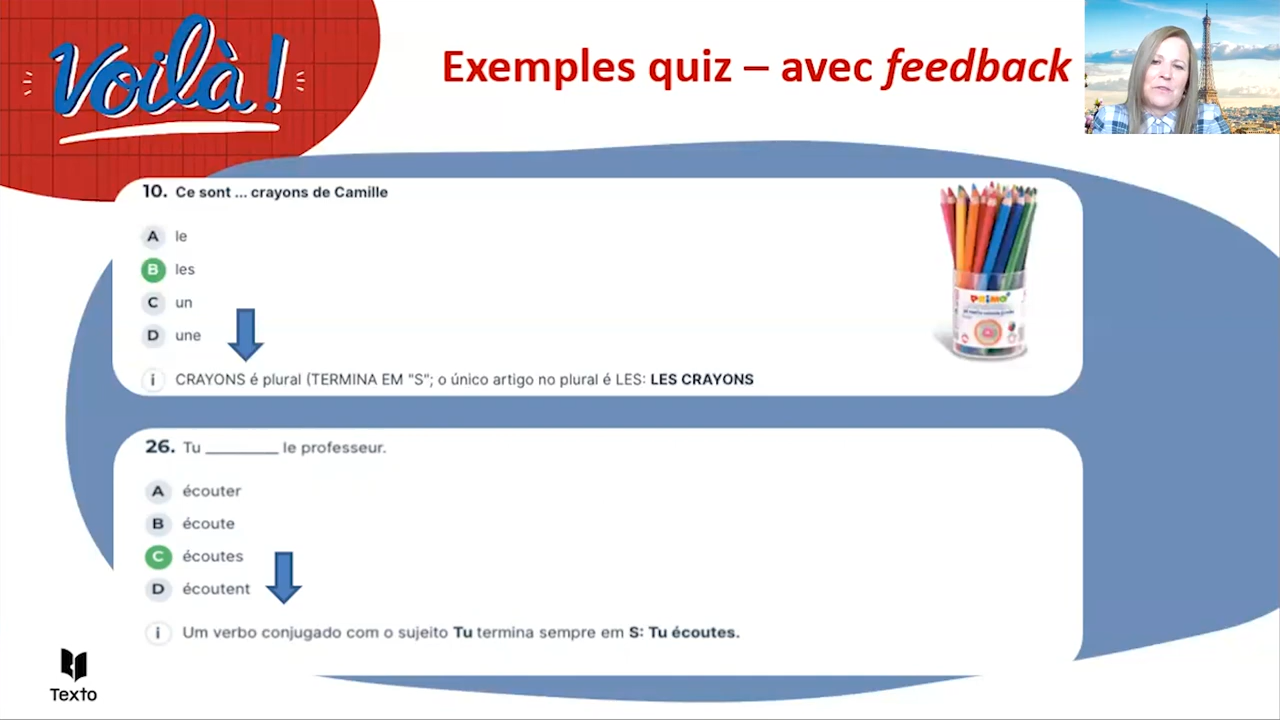 Voilà!
Exemples quiz – avec feedback
10. Ce sont ... crayons de Camille
A le
B les
C un
D une
i CRAYONS é plural (TERMINA EM "S"; o único artigo no plural é LES: LES CRAYONS
PRIMO
26. Tu ________ le professeur.
A écouter
B écoute
C écoutes
D écoutent
i Um verbo conjugado com o sujeito Tu termina sempre em S: Tu écoutes.
Texto